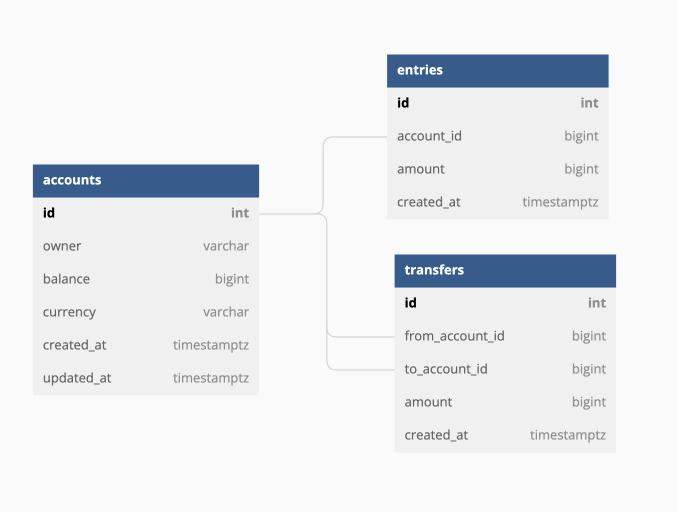 accounts
id int
owner varchar
balance bigint
currency varchar
created_at timestamptz
updated_at timestamptz
entries
id int
account_id bigint
amount bigint
created_at timestamptz
transfers
id int
from_account_id bigint
to_account_id bigint
amount bigint
created_at timestamptz